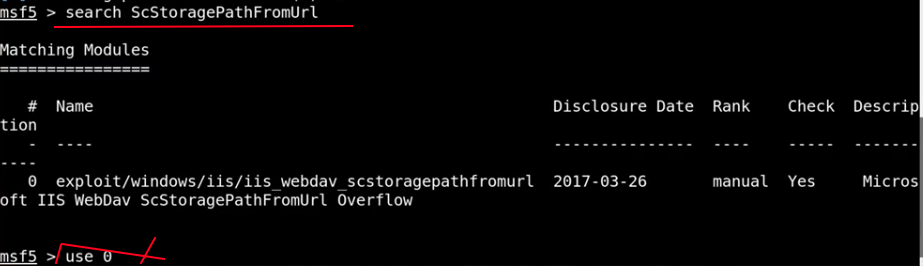 msf5 > search ScStoragePathFromUrl
Matching Modules
================
# Name Disclosure Date Rank Check Descrip
tion
- ---- --------------- ---- ----- -------
----
0 exploit/windows/iis/iis_webdav_scstoragepathfromurl 2017-03-26 manual Yes Micros
oft IIS WebDav ScStoragePathFromUrl Overflow
msf5 > use 0